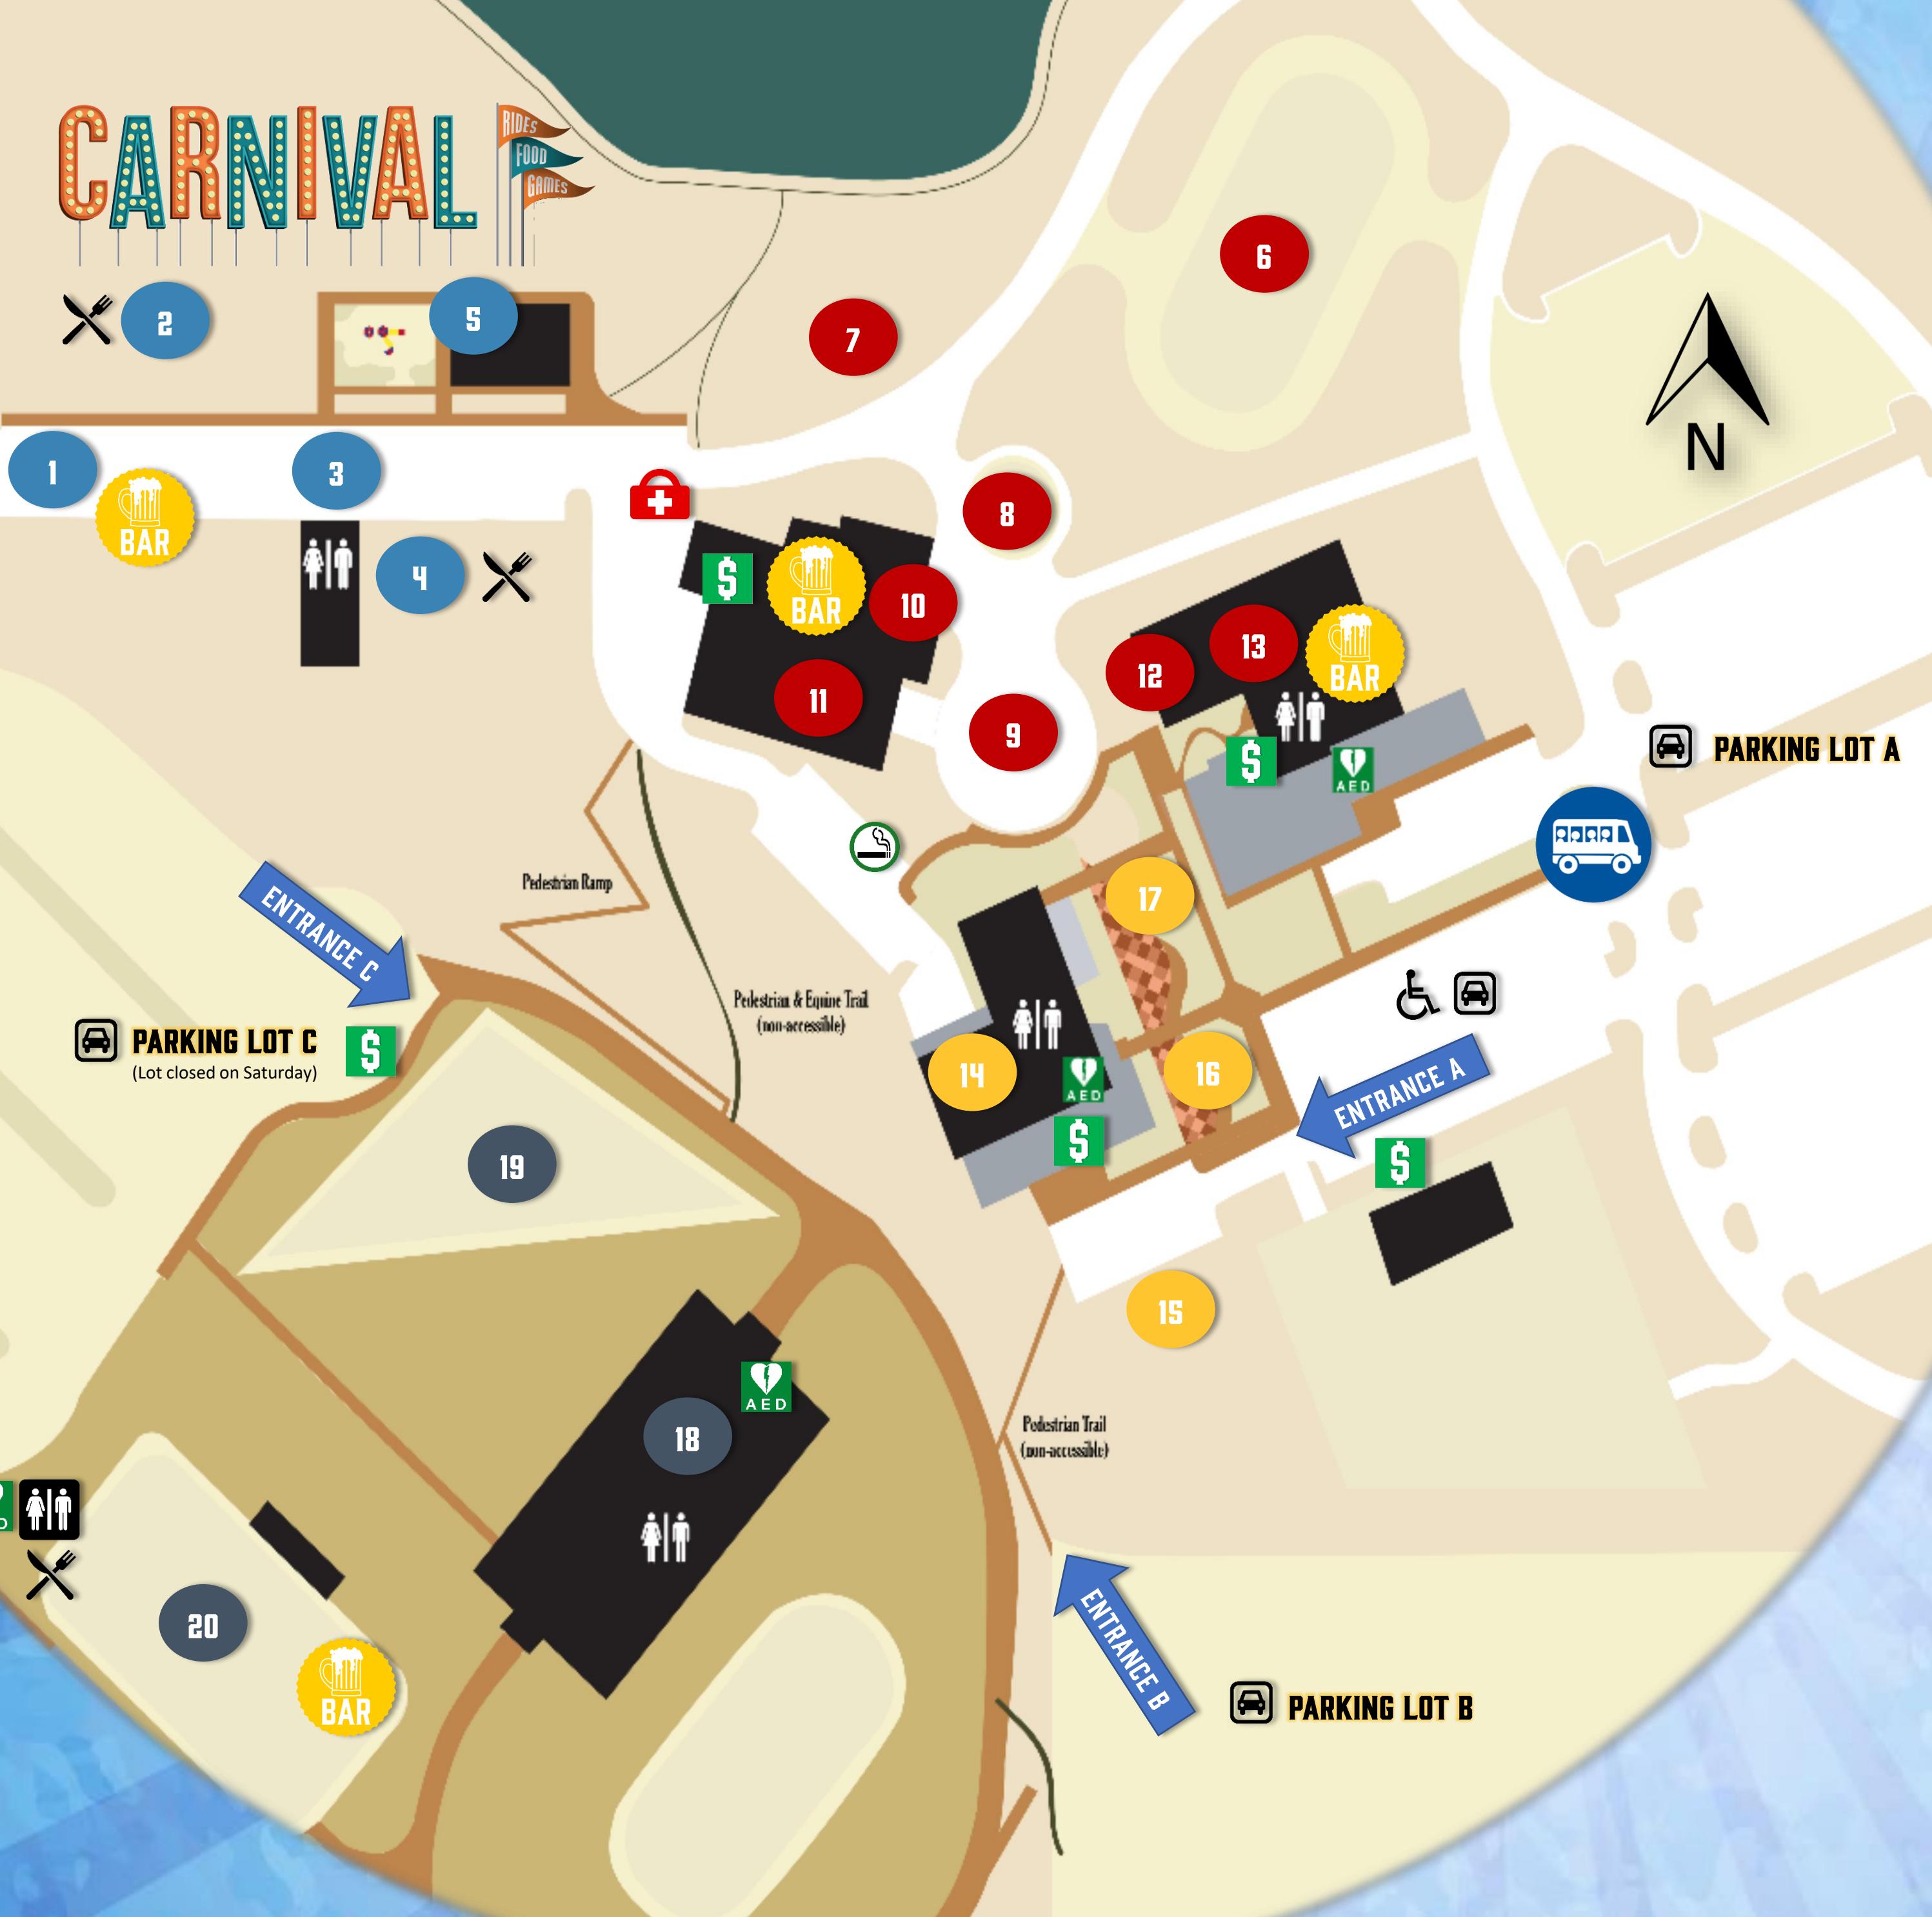 CARNIVAL
RIDES
FOOD
GAMES
2
5
7
6
N
1
BAR
3
4
8
$
BAR
10
11
9
12
13
BAR
$
AED
PARKING LOT A
17
Pedestrian Ramp
ENTRANCE C
Pedestrian & Equine Trail
(non-accessible)
PARKING LOT C
(Lot closed on Saturday)
$
14
AED
16
ENTRANCE A
$
$
19
15
18
AED
Pedestrian Trail
(non-accessible)
20
BAR
ENTRANCE B
PARKING LOT B